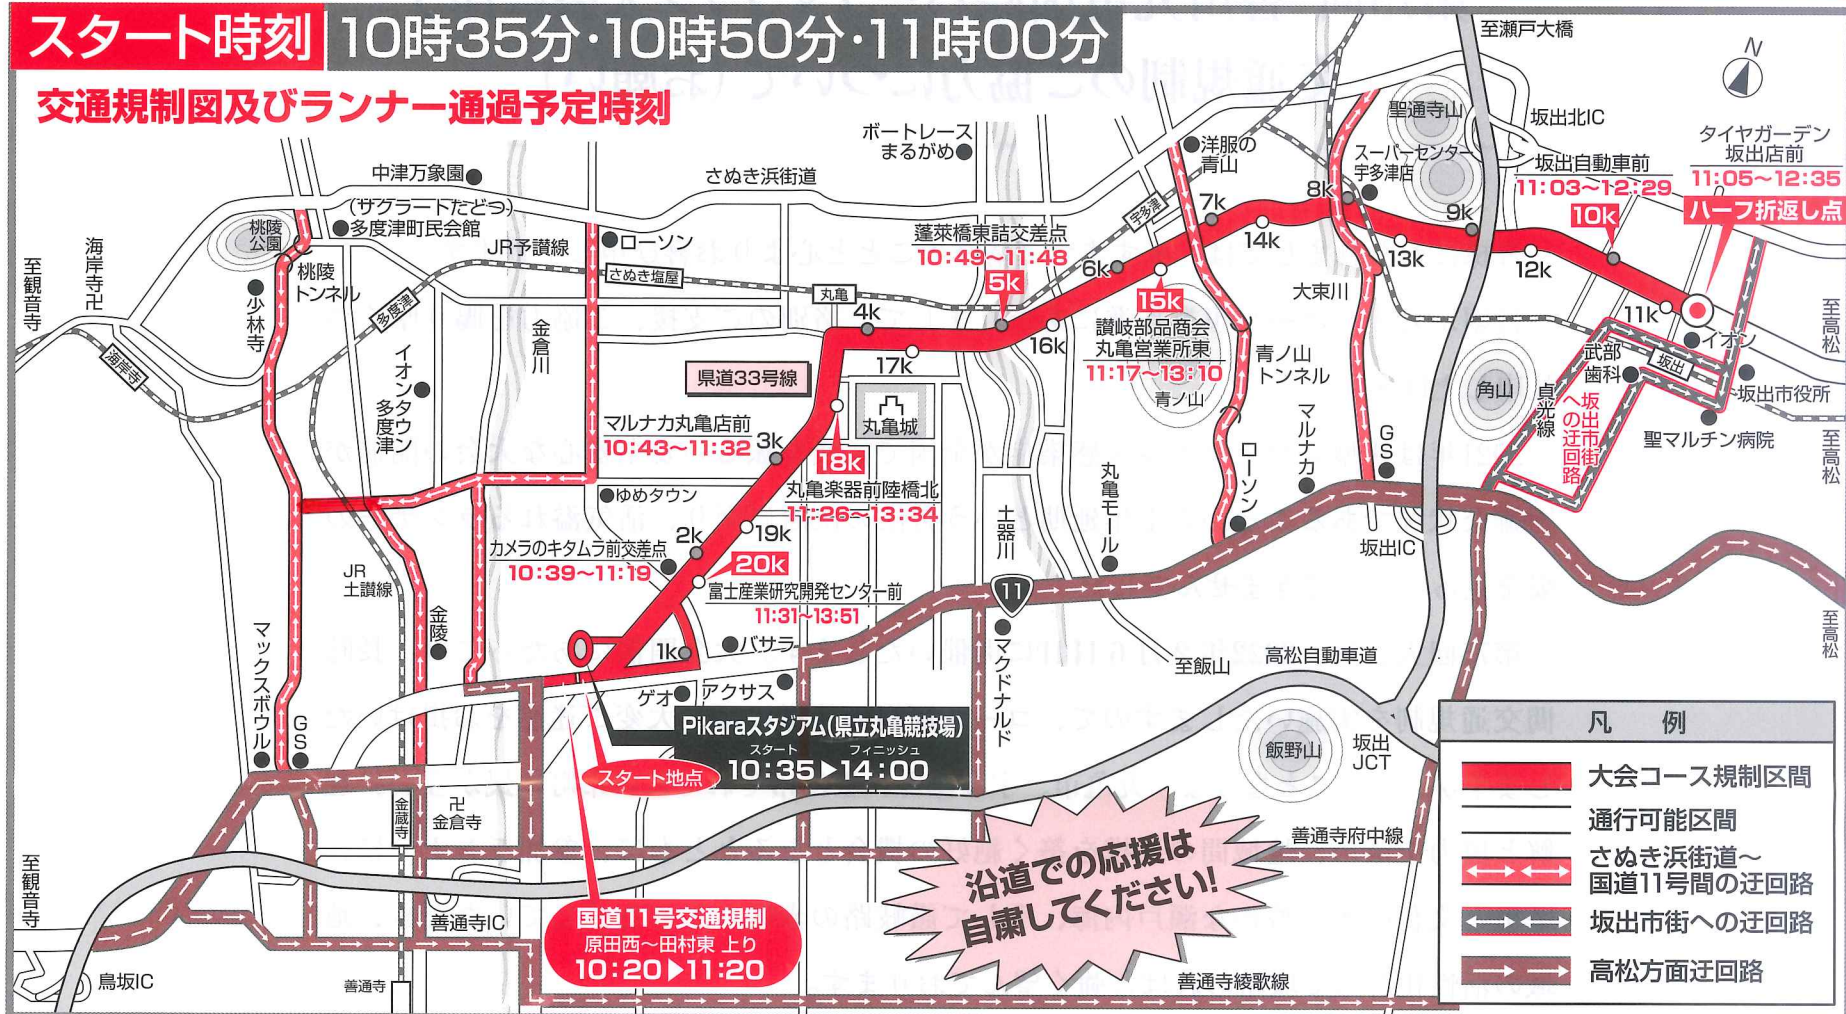 スタート時刻 10時35分・10時50分・11時00分
交通規制図及びランナー通過予定時刻
至瀬戸大橋
N
聖通寺山
坂出北IC
ボートレース
まるがめ
洋服の
青山
スーパーセンター
宇多津店
坂出自動車前
11:03～12:29
10k
タイヤガーデン
坂出店前
11:05～12:35
ハーフ折返し点
中津万象園
さぬき浜街道
(サクラートたどつ)
多度津町民会館
桃陵
公園
桃陵
トンネル
海岸寺卍
至観音寺
少林寺
JR予讃線
ローソン
さぬき塩屋
丸亀
宇多津
多度津
海岸寺
金倉川
イオンタウン
多度津
蓬莱橋東詰交差点
10:49～11:48
5k
4k
6k
7k
8k
9k
11k
12k
13k
14k
15k
16k
17k
讃岐部品商会
丸亀営業所東
11:17～13:10
青ノ山
青ノ山
トンネル
大束川
イオン
至高松
武部
歯科
坂出
坂出市役所
角山
貞光線
坂出市街
への迂回路
聖マルチン病院
至高松
県道33号線
丸亀城
マルナカ丸亀店前
10:43～11:32
3k
18k
丸亀楽器前陸橋北
11:26～13:34
ゆめタウン
19k
2k
カメラのキタムラ前交差点
10:39～11:19
20k
富士産業研究開発センター前
11:31～13:51
土器川
丸亀モール
ローソン
マルナカ
GS
坂出IC
11
JR
土讃線
金陵
マックスボウル
GS
1k
バサラ
ゲオ
アクサス
マクドナルド
至飯山
高松自動車道
至高松
Pikaraスタジアム(県立丸亀競技場)
スタート フィニッシュ
10:35▶14:00
スタート地点
飯野山
坂出
JCT
金蔵寺
卍
金倉寺
善通寺府中線
沿道での応援は
自粛してください!
至観音寺
善通寺IC
国道11号交通規制
原田西～田村東 上り
10:20▶11:20
鳥坂IC
善通寺
善通寺綾歌線
凡例
大会コース規制区間
通行可能区間
さぬき浜街道～
国道11号間の迂回路
坂出市街への迂回路
高松方面迂回路